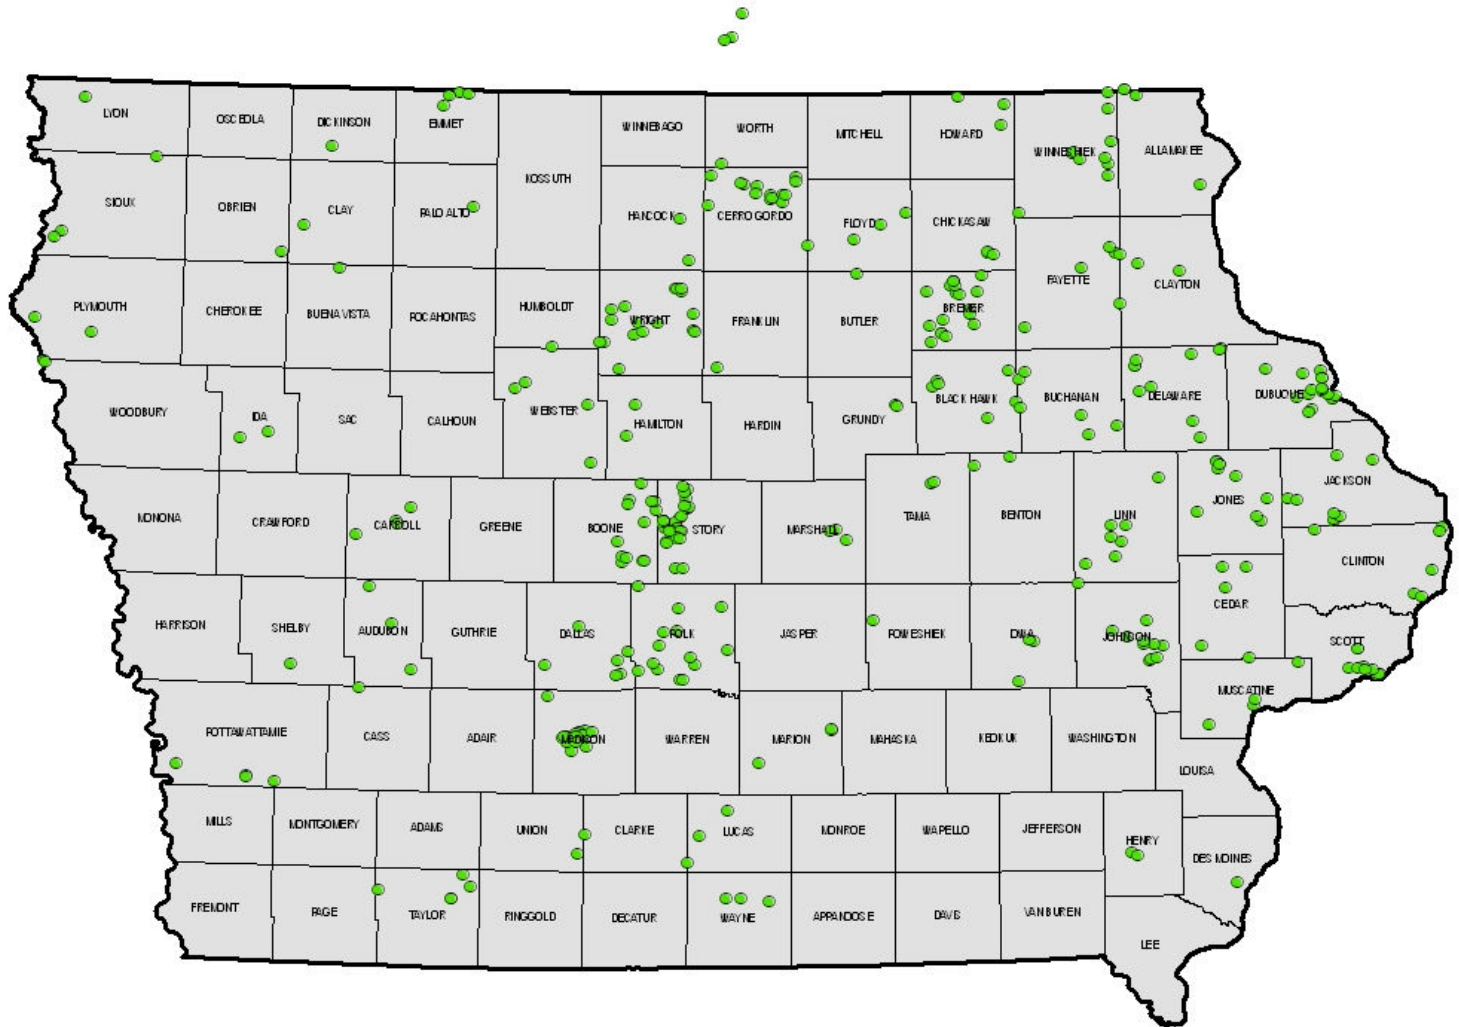 LYON
OSCEOLA
DICKINSON
EMMET
WINNEBAGO
WORTH
MITCHELL
HOWARD
WINNESHIEK
ALLAMAKEE
KOSSUTH
SIOUX
OBRIEN
CLAY
PALO ALTO
HANCOCK
CERRO GORDO
FLOYD
CHICKASAW
FAYETTE
CLAYTON
PLYMOUTH
CHEROKEE
BUENA VISTA
POCAHONTAS
HUMBOLDT
WRIGHT
FRANKLIN
BUTLER
BREMER
WOODBURY
IDA
SAC
CALHOUN
WEBSTER
HAMILTON
HARDIN
GRUNDY
BLACK HAWK
BUCHANAN
DELAWARE
DUBUQUE
MONONA
CRAWFORD
CARROLL
GREENE
BOONE
STORY
MARSHALL
TAMA
BENTON
LINN
JONES
JACKSON
CLINTON
CEDAR
HARRISON
SHELBY
AUDUBON
GUTHRIE
DALLAS
POLK
JASPER
POWESHIEK
IOWA
JOHNSON
SCOTT
MUSCATINE
POTTAWATTAMIE
CASS
ADAIR
MADISON
WARREN
MARION
MAHASKA
KEOKUK
WASHINGTON
LOUISA
MILLS
MONTGOMERY
ADAMS
UNION
CLARKE
LUCAS
MONROE
WAPELLO
JEFFERSON
HENRY
DES MOINES
FREMONT
PAGE
TAYLOR
RINGGOLD
DECATUR
WAYNE
APPANOOSE
DAVIS
VAN BUREN
LEE